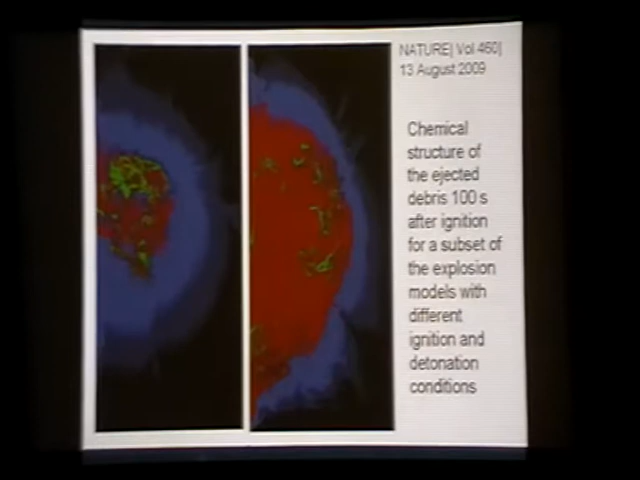 NATURE| Vol 460|
13 August 2009
Chemical
structure of
the ejected
debris 100 s
after ignition
for a subset of
the explosion
models with
different
ignition and
detonation
conditions